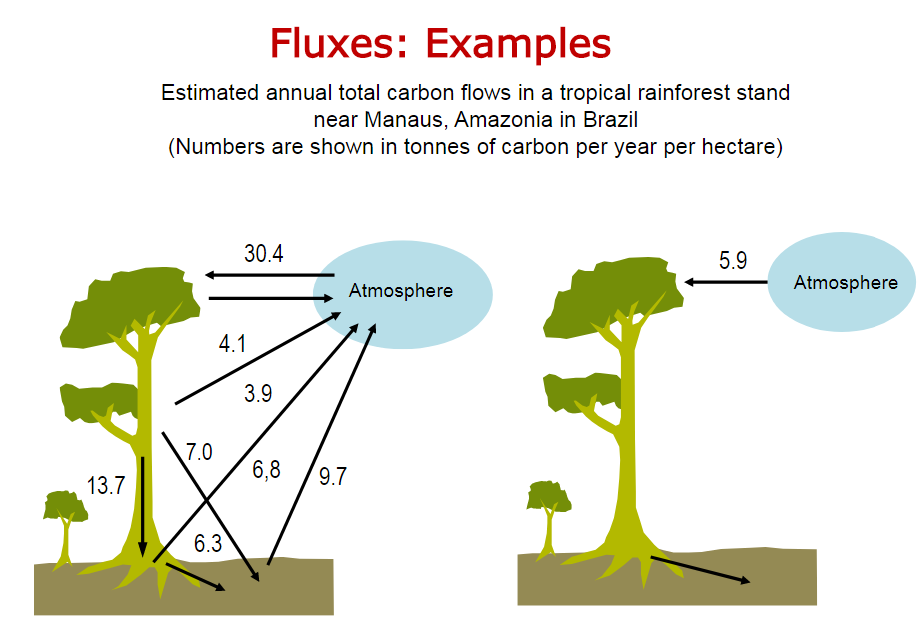 Fluxes: Examples
Estimated annual total carbon flows in a tropical rainforest stand
near Manaus, Amazonia in Brazil
(Numbers are shown in tonnes of carbon per year per hectare)
30.4
Atmosphere
4.1
3.9
7.0
6,8
9.7
13.7
6.3
5.9
Atmosphere